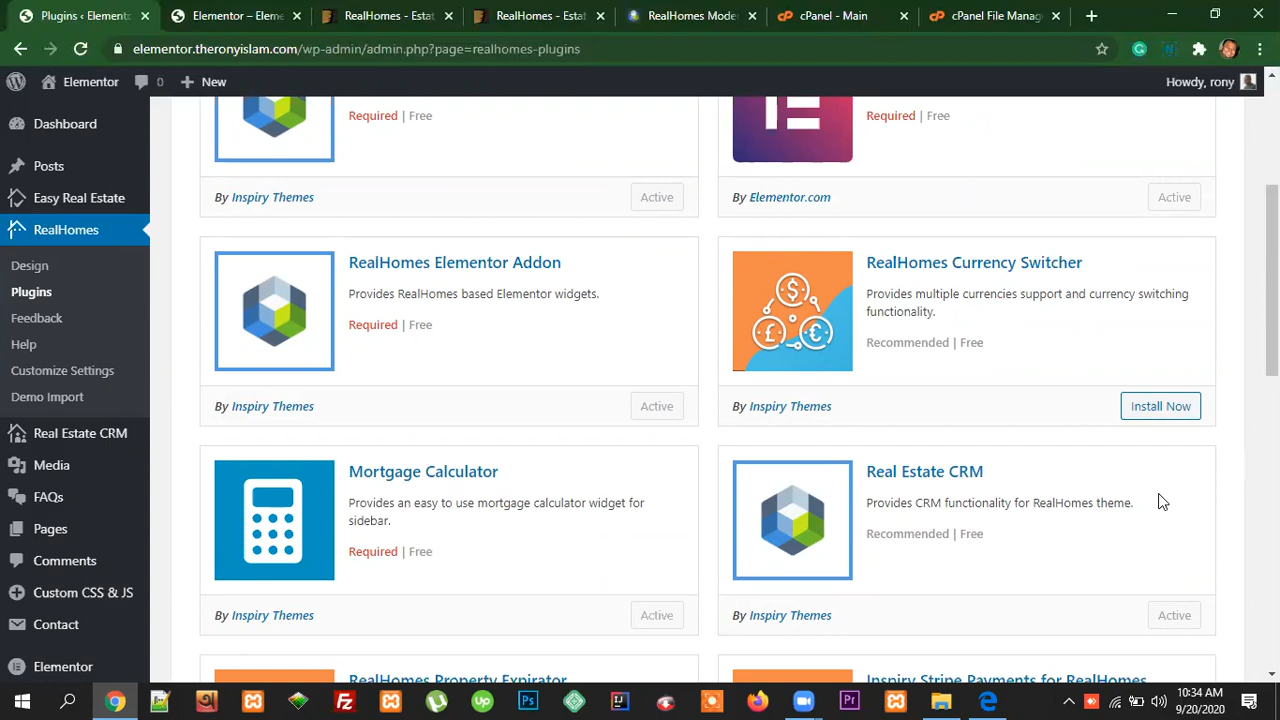 Plugins ‹ Elementor
Elementor – Eleme
RealHomes - Estat
RealHomes - Estat
RealHomes Moder
cPanel - Main
cPanel File Manag
elementor.theronyislam.com/wp-admin/admin.php?page=realhomes-plugins
Elementor
0
New
Howdy, rony
Dashboard
Posts
Easy Real Estate
RealHomes
Design
Plugins
Feedback
Help
Customize Settings
Demo Import
Real Estate CRM
Media
FAQs
Pages
Comments
Custom CSS & JS
Contact
Elementor
Required | Free
By Inspiry Themes
Active
Required | Free
By Elementor.com
Active
RealHomes Elementor Addon
Provides RealHomes based Elementor widgets.
Required | Free
By Inspiry Themes
Active
RealHomes Currency Switcher
Provides multiple currencies support and currency switching
functionality.
Recommended | Free
By Inspiry Themes
Install Now
Mortgage Calculator
Provides an easy to use mortgage calculator widget for
sidebar.
Required | Free
By Inspiry Themes
Active
Real Estate CRM
Provides CRM functionality for RealHomes theme.
Recommended | Free
By Inspiry Themes
Active
RealHomes Property Expirator
Inspiry Stripe Payments for RealHomes
10:34 AM
9/20/2020